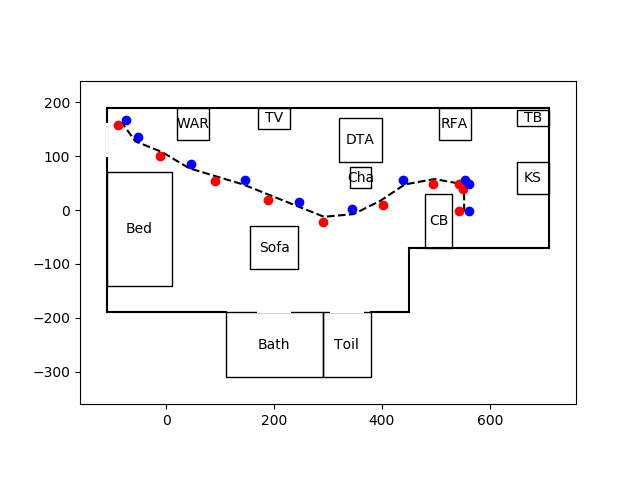 200
100
0
−100
−200
−300
0
200
400
600
WAR
TV
DTA
RFA
TB
Cha
KS
Bed
Sofa
CB
Bath
Toil